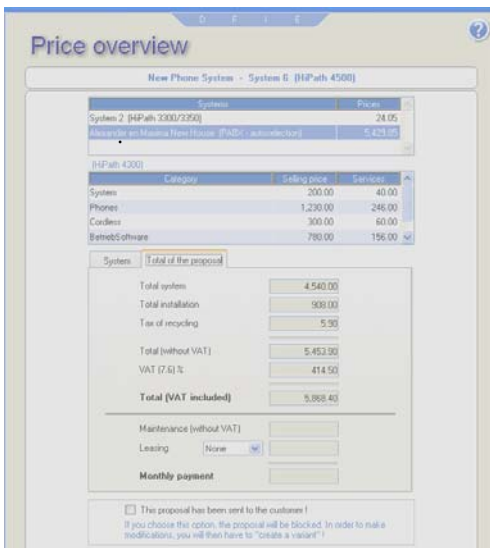 D F I E
Price overview
New Phone System - System 6 (HiPath 4500)
Systems Prices
System 2 (HiPath 3300/3350) 24.05
Alexander en Maxima New House (PABX - autoselection) 5,429.85
(HiPath 4300)
Category Selling price Services
System 200.00 40.00
Phones 1,230.00 246.00
Cordless 300.00 60.00
BetriebSoftware 780.00 156.00
System Total of the proposal
Total system 4,540.00
Total installation 908.00
Tax of recycling 5.90
Total (without VAT) 5,453.90
VAT (7.6) % 414.50
Total (VAT included) 5,868.40
Maintenance (without VAT)
Leasing None
Monthly payment
This proposal has been sent to the customer !
If you choose this option, the proposal will be blocked. In order to make
modifications, you will then have to "create a variant" !